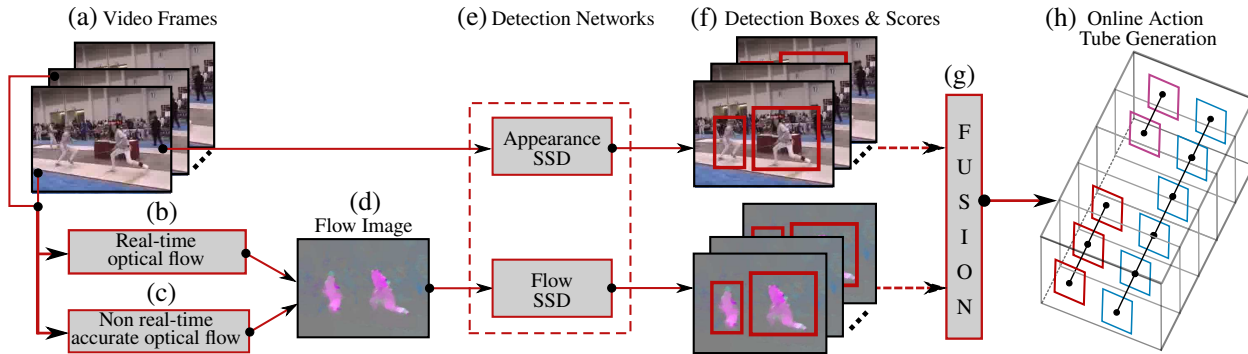 (a) Video Frames
(e) Detection Networks
(f) Detection Boxes & Scores
(h) Online Action
Tube Generation
(g)
Appearance
SSD
(b)
Real-time
optical flow
(c)
Non real-time
accurate optical flow
(d)
Flow Image
Flow
SSD
F
U
S
I
O
N